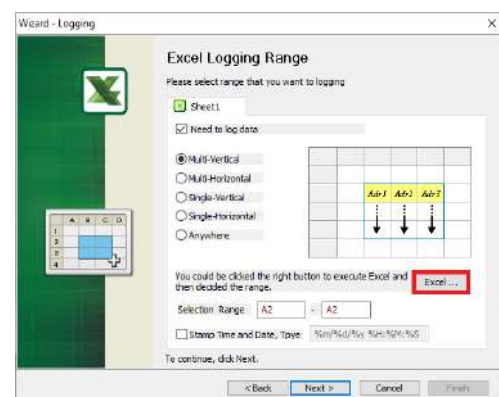 Wizard - Logging
Excel Logging Range
Please select range that you want to logging
Sheet1
Need to log data
Multi-Vertical
Multi-Horizontal
Single-Vertical
Single-Horizontal
Anywhere
Adr1 Adr2 Adr3
You could be clicked the right button to execute Excel and
then decided the range.
Excel ...
Selection Range A2 - A2
Stamp Time and Date, Tpye %m/%d/%y %H:%M:%S
To continue, click Next.
< Back Next > Cancel Finish
A B C D
1
2
3
4